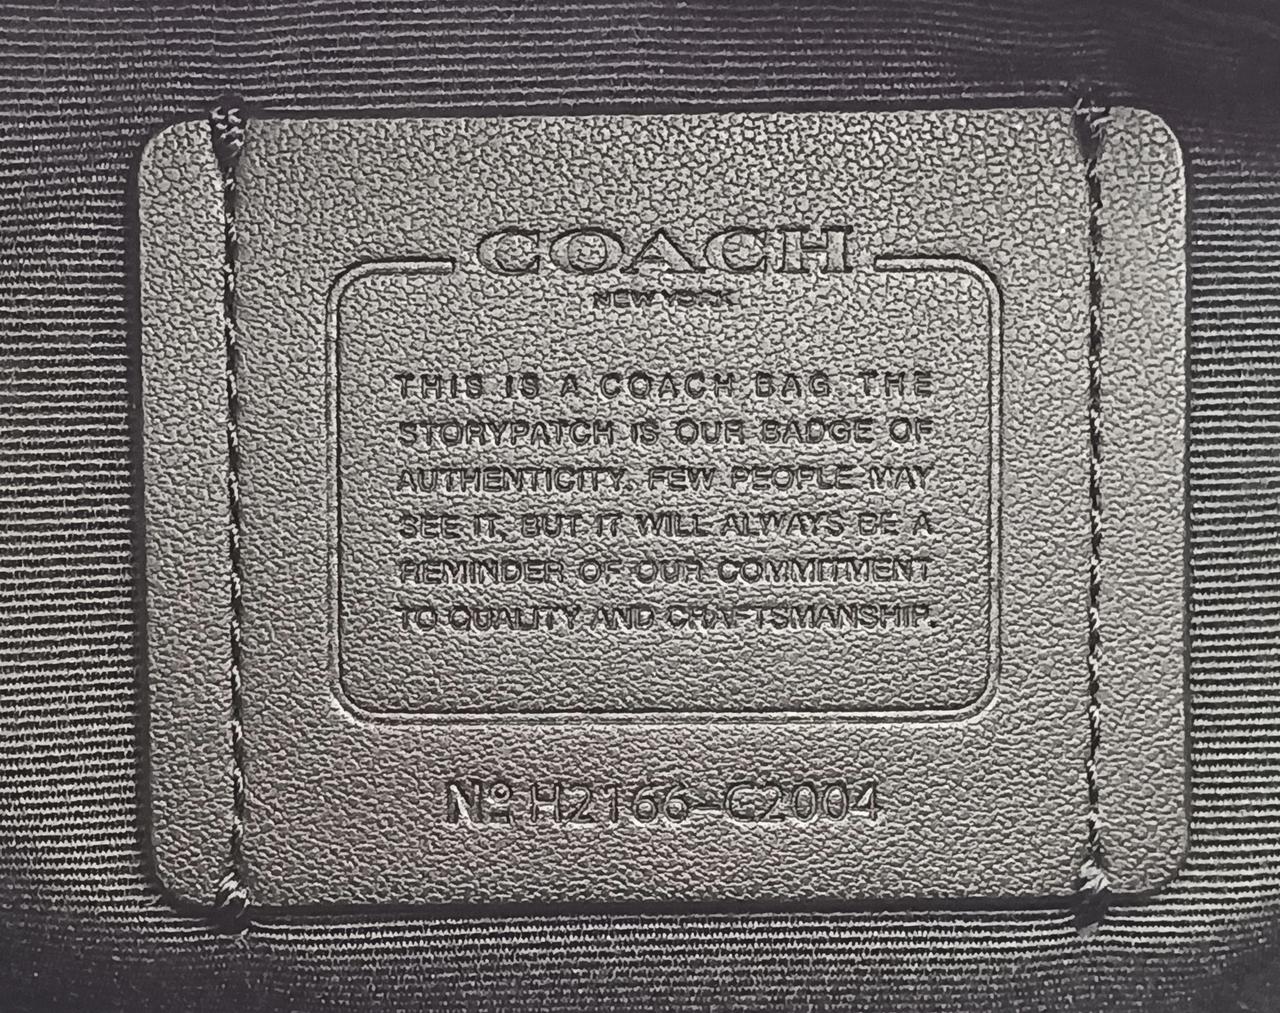 COACH
NEW YORK
THIS IS A COACH BAG. THE
STORYPATCH IS OUR BADGE OF
AUTHENTICITY. FEW PEOPLE MAY
SEE IT, BUT IT WILL ALWAYS BE A
REMINDER OF OUR COMMITMENT
TO QUALITY AND CRAFTSMANSHIP.
Nº H2166-C2004